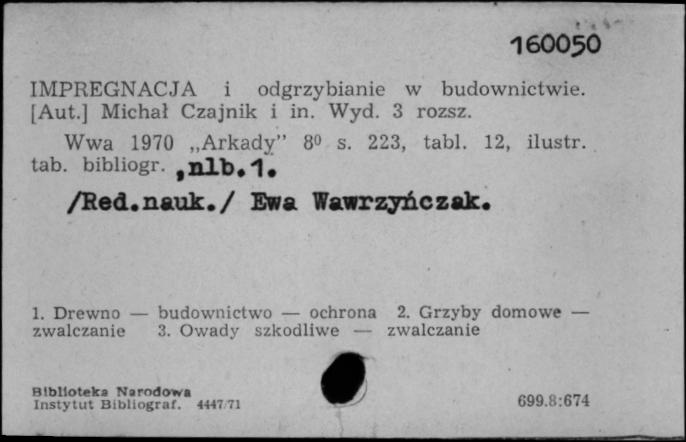 160050
IMPREGNACJA i odgrzybianie w budownictwie.
[Aut.] Michał Czajnik i in. Wyd. 3 rozsz.
Wwa 1970 „Arkady” 8⁰ s. 223, tabl. 12, ilustr.
tab. bibliogr. ,nlb.1.
/Red.nauk./ Ewa Wawrzyńczak.
1. Drewno — budownictwo — ochrona 2. Grzyby domowe —
zwalczanie 3. Owady szkodliwe — zwalczanie
Biblioteka Narodowa
Instytut Bibliograf. 4447/71
699.8:674